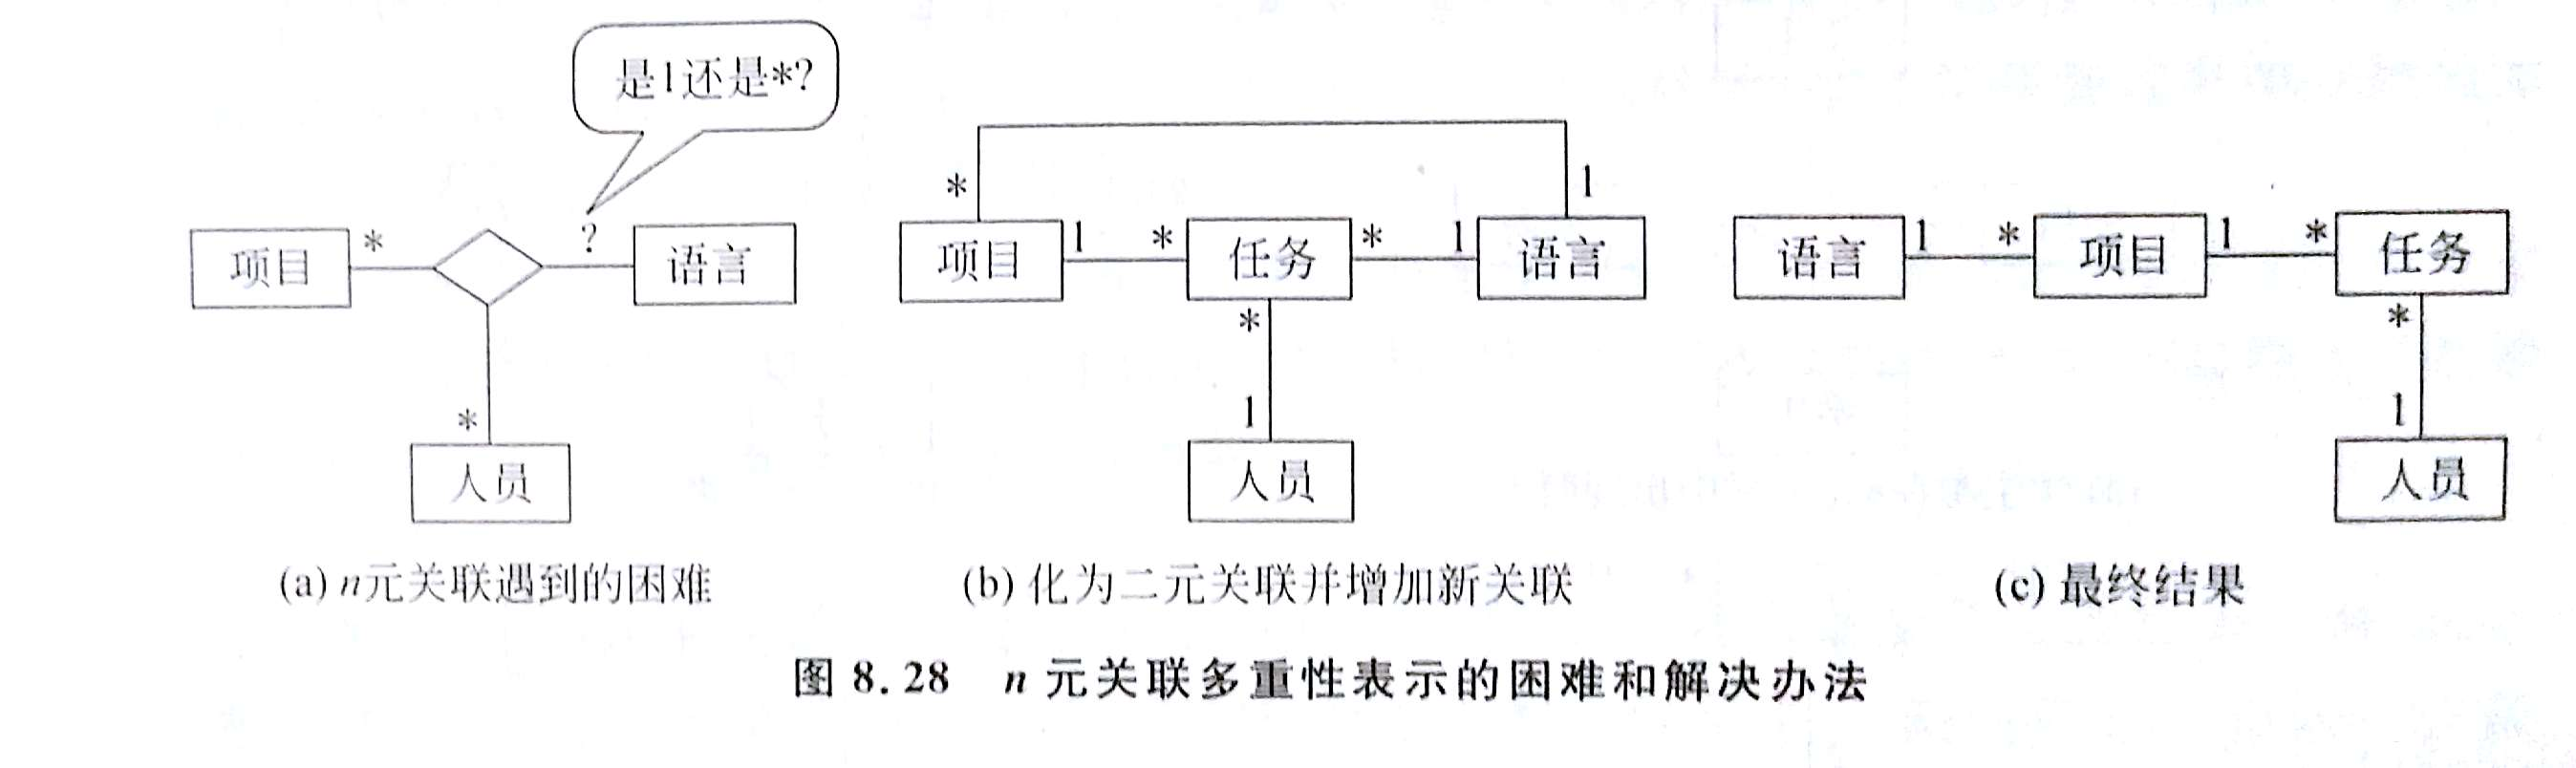 是1还是*?
* 1
项目 * ? 语言
项目 1 * 任务 * 1 语言
语言 1 * 项目 1 * 任务
* * *
1 1
人员 人员 人员
(a) n元关联遇到的困难 (b) 化为二元关联并增加新关联 (c) 最终结果
图 8.28 n 元关联多重性表示的困难和解决办法